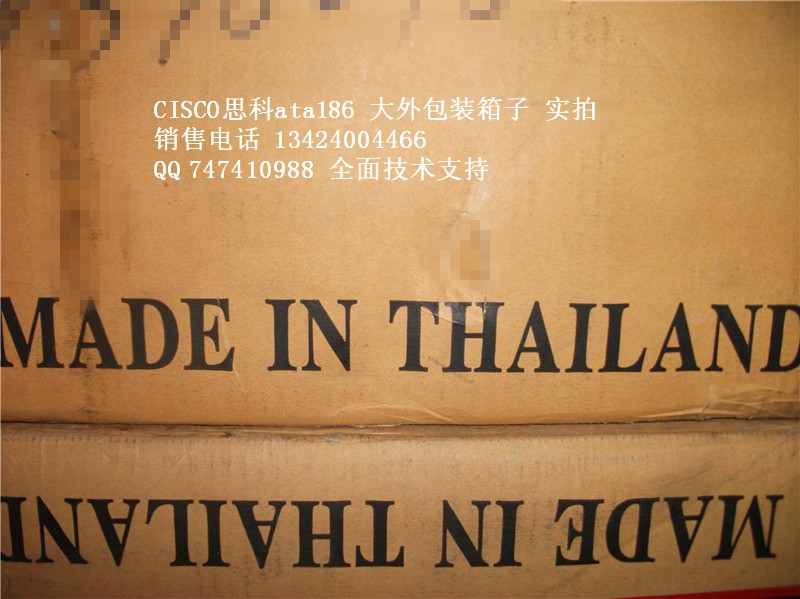 CISCO思科ata186 大外包装箱子 实拍
销售电话 13424004466
QQ 747410988 全面技术支持
MADE IN THAILAND
MADE IN THAILAND